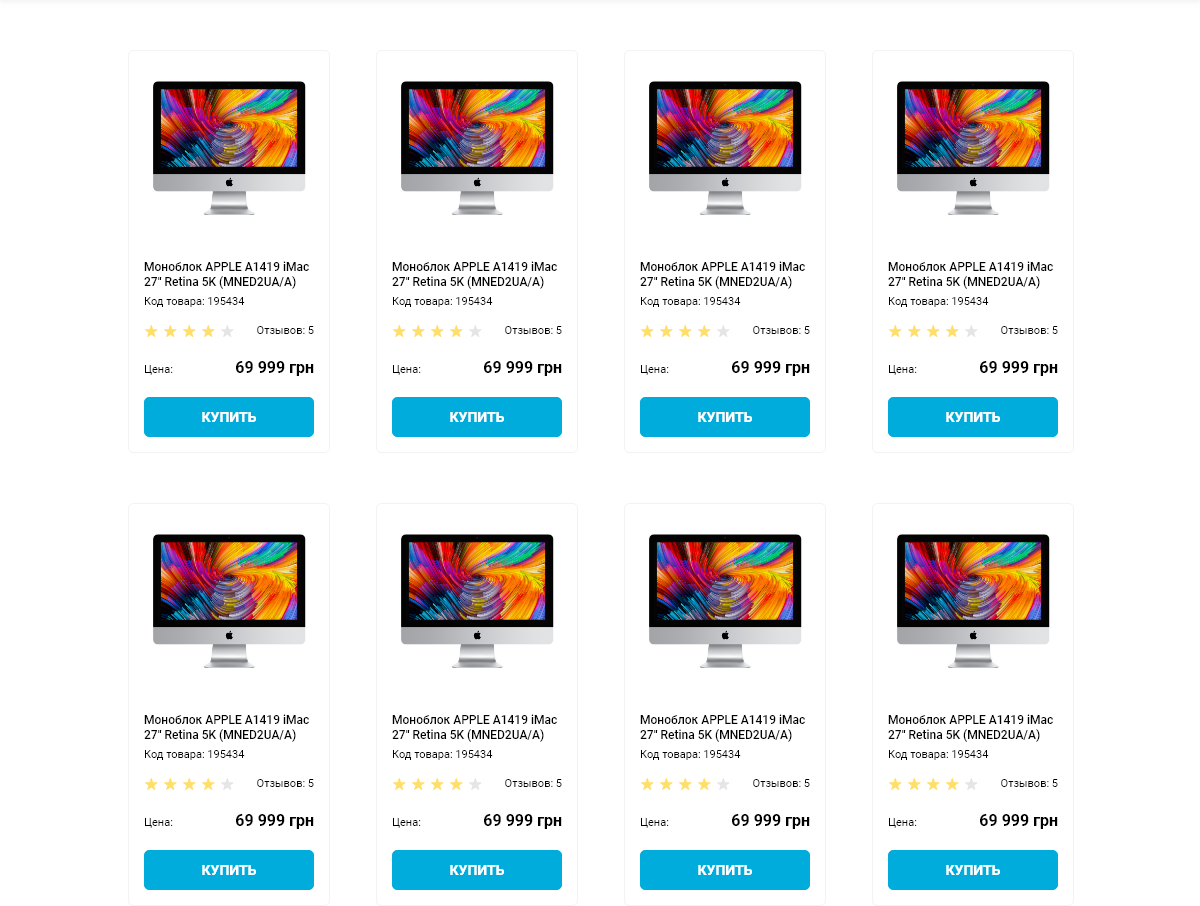 Моноблок APPLE A1419 iMac
27" Retina 5K (MNED2UA/A)
Код товара: 195434
Отзывов: 5
Цена: 69 999 грн
КУПИТЬ
Моноблок APPLE A1419 iMac
27" Retina 5K (MNED2UA/A)
Код товара: 195434
Отзывов: 5
Цена: 69 999 грн
КУПИТЬ
Моноблок APPLE A1419 iMac
27" Retina 5K (MNED2UA/A)
Код товара: 195434
Отзывов: 5
Цена: 69 999 грн
КУПИТЬ
Моноблок APPLE A1419 iMac
27" Retina 5K (MNED2UA/A)
Код товара: 195434
Отзывов: 5
Цена: 69 999 грн
КУПИТЬ
Моноблок APPLE A1419 iMac
27" Retina 5K (MNED2UA/A)
Код товара: 195434
Отзывов: 5
Цена: 69 999 грн
КУПИТЬ
Моноблок APPLE A1419 iMac
27" Retina 5K (MNED2UA/A)
Код товара: 195434
Отзывов: 5
Цена: 69 999 грн
КУПИТЬ
Моноблок APPLE A1419 iMac
27" Retina 5K (MNED2UA/A)
Код товара: 195434
Отзывов: 5
Цена: 69 999 грн
КУПИТЬ
Моноблок APPLE A1419 iMac
27" Retina 5K (MNED2UA/A)
Код товара: 195434
Отзывов: 5
Цена: 69 999 грн
КУПИТЬ